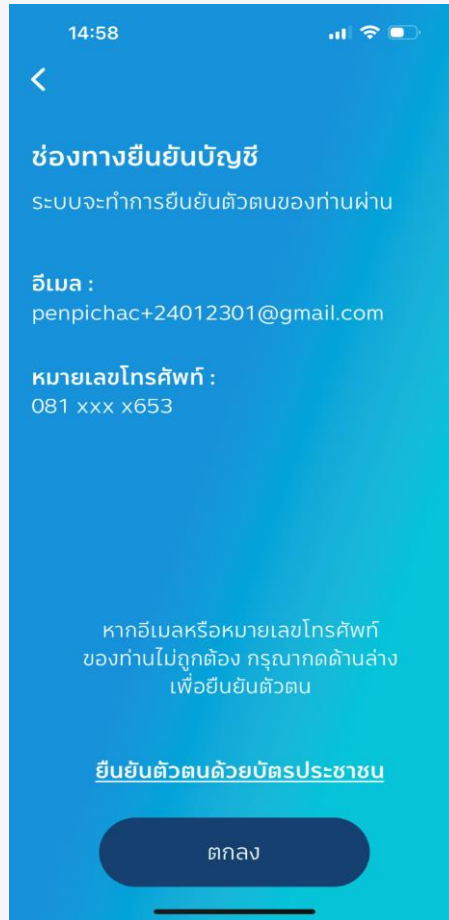 14:58
ช่องทางยืนยันบัญชี
ระบบจะทำการยืนยันตัวตนของท่านผ่าน
อีเมล :
penpichac+24012301@gmail.com
หมายเลขโทรศัพท์ :
081 xxx x653
หากอีเมลหรือหมายเลขโทรศัพท์
ของท่านไม่ถูกต้อง กรุณากดด้านล่าง
เพื่อยืนยันตัวตน
ยืนยันตัวตนด้วยบัตรประชาชน
ตกลง